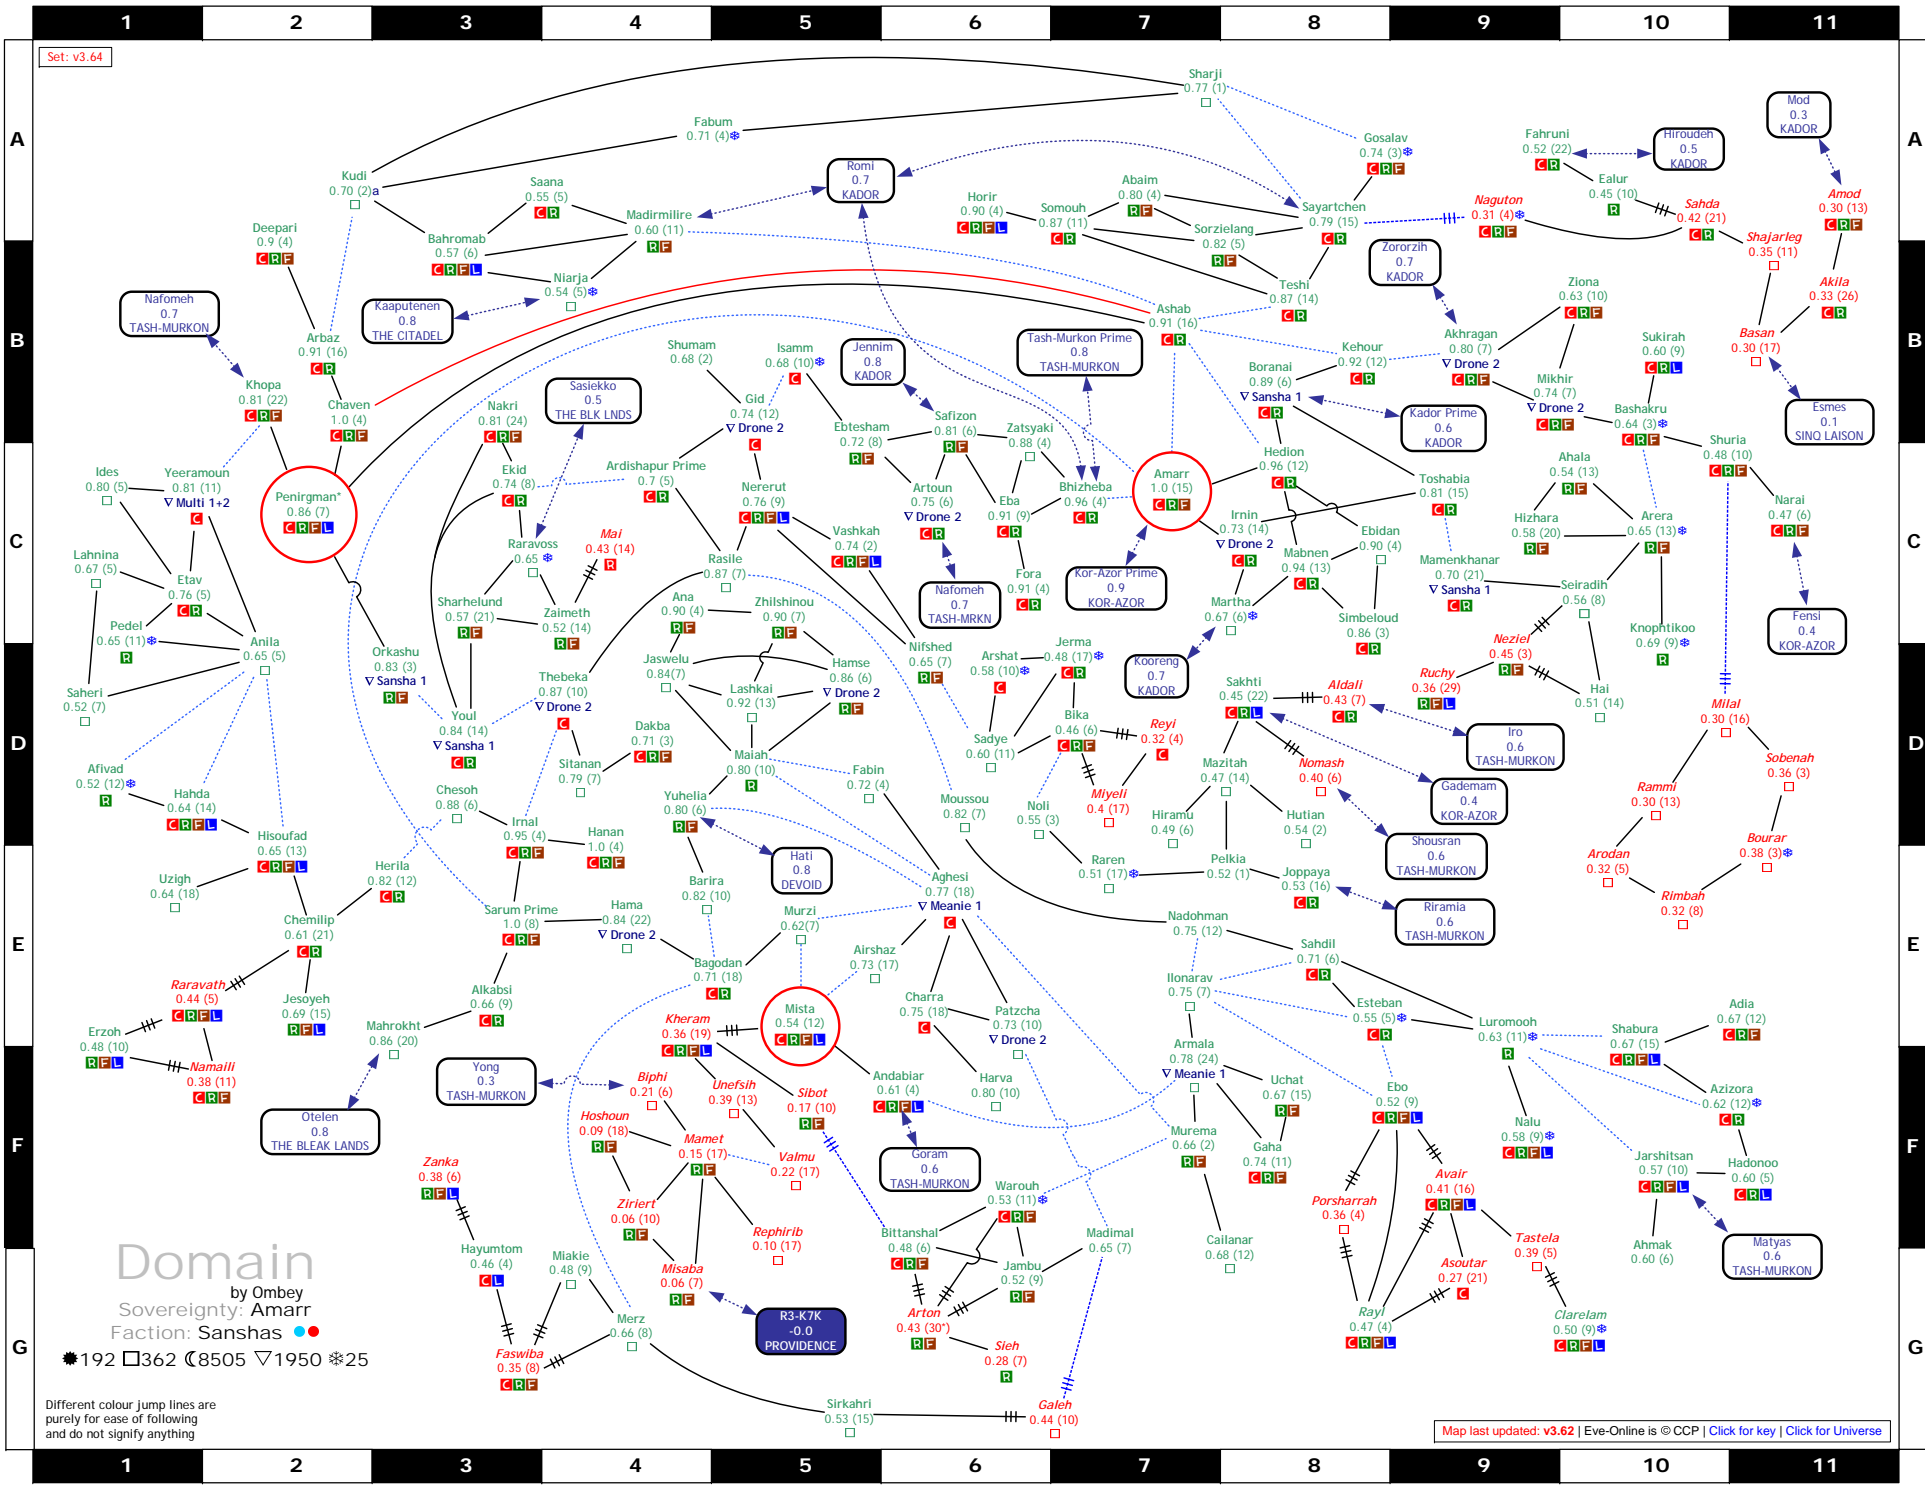 1 2 3 4 5 6 7 8 9 10 11
Set: v3.64
A
A
Sharji
0.77 (1)
Fabum
0.71 (4)
Gosalav
0.74 (3)
C R F
Fahruni
0.52 (22)
C R
Hiroudeh
0.5
KADOR
Mod
0.3
KADOR
Kudi
0.70 (2)a
Saana
0.55 (5)
C R
Romi
0.7
KADOR
Madirmilire
0.60 (11)
R F
Horir
0.90 (4)
C R F L
Somouh
0.87 (11)
C R
Abaim
0.80 (4)
R F
Sorzielang
0.82 (5)
R F
Sayartchen
0.79 (15)
C R
Naguton
0.31 (4)
C R F
Ealur
0.45 (10)
R
Sahda
0.42 (21)
C R
Amod
0.30 (13)
C R F
Deepari
0.9 (4)
C R F
Bahromab
0.57 (6)
C R F L
Shajarleg
0.35 (11)
B
B
Niarja
0.54 (5)
Kaaputenen
0.8
THE CITADEL
Nafomeh
0.7
TASH-MURKON
Arbaz
0.91 (16)
C R
Teshi
0.87 (14)
C R
Zororzih
0.7
KADOR
Ziona
0.63 (10)
C R F
Akila
0.33 (26)
C R
Ashab
0.91 (16)
C R
Shumam
0.68 (2)
Isamm
0.68 (10)
C
Jennim
0.8
KADOR
Tash-Murkon Prime
0.8
TASH-MURKON
Kehour
0.92 (12)
C R
Akhragan
0.80 (7)
▽ Drone 2
C R F
Sukirah
0.60 (9)
C R L
Basan
0.30 (17)
Khopa
0.81 (22)
C R F
Chaven
1.0 (4)
C R F
Nakri
0.81 (24)
C R F
Sasiekko
0.5
THE BLK LNDS
Gid
0.74 (12)
▽ Drone 2
C
Boranai
0.89 (6)
▽ Sansha 1
C R
Kador Prime
0.6
KADOR
Mikhir
0.74 (7)
▽ Drone 2
C R F
Bashakru
0.64 (3)
C R F
Esmes
0.1
SINQ LAISON
Ebtesham
0.72 (8)
R F
Safizon
0.81 (6)
R F
Zatsyaki
0.88 (4)
C
C
Ides
0.80 (5)
Yeeramoun
0.81 (11)
▽ Multi 1+2
C
Penirgman*
0.86 (7)
C R F L
Ekid
0.74 (8)
C R
Ardishapur Prime
0.7 (5)
C R
Nererut
0.76 (9)
C R F L
Artoun
0.75 (6)
▽ Drone 2
C R
Eba
0.91 (9)
C R
Bhizheba
0.96 (4)
C R
Amarr
1.0 (15)
C R F
Hedion
0.96 (12)
C R
Toshabia
0.81 (15)
C R
Ahala
0.54 (13)
R F
Shuria
0.48 (10)
C R F
Narai
0.47 (6)
C R F
Lahnina
0.67 (5)
Etav
0.76 (5)
C R
Raravoss
0.65
Mai
0.43 (14)
R
Rasile
0.87 (7)
Vashkah
0.74 (2)
C R F L
Irnin
0.73 (14)
▽ Drone 2
C R
Mabnen
0.94 (13)
C R
Ebidan
0.90 (4)
Hizhara
0.58 (20)
R F
Arera
0.65 (13)
R F
Mamenkhanar
0.70 (21)
▽ Sansha 1
C R
Seiradih
0.56 (8)
Nafomeh
0.7
TASH-MRKN
Fora
0.91 (4)
C R
Kor-Azor Prime
0.9
KOR-AZOR
Sharhelund
0.57 (21)
R F
Zaimeth
0.52 (14)
R F
Ana
0.90 (4)
R F
Zhilshinou
0.90 (7)
R F
Martha
0.67 (6)
Simbeloud
0.86 (3)
C R
Knophtikoo
0.69 (9)
R
Fensi
0.4
KOR-AZOR
Pedel
0.65 (11)
R
Anila
0.65 (5)
D
D
Saheri
0.52 (7)
Orkashu
0.83 (3)
▽ Sansha 1
R F
Youl
0.84 (14)
▽ Sansha 1
C R
Thebeka
0.87 (10)
▽ Drone 2
C
Jaswelu
0.84(7)
Lashkai
0.92 (13)
Hamse
0.86 (6)
▽ Drone 2
R F
Nifshed
0.65 (7)
R F
Arshat
0.58 (10)
C
Jerma
0.48 (17)
C R
Kooreng
0.7
KADOR
Neziel
0.45 (3)
R F
Ruchy
0.36 (29)
R F L
Hai
0.51 (14)
Sakhti
0.45 (22)
C R L
Aldali
0.43 (7)
C R
Iro
0.6
TASH-MURKON
Milal
0.30 (16)
Dakba
0.71 (3)
C R F
Sitanan
0.79 (7)
Maiah
0.80 (10)
R
Sadye
0.60 (11)
Bika
0.46 (6)
C R F
Reyi
0.32 (4)
C
Nomash
0.40 (6)
Gademam
0.4
KOR-AZOR
Sobenah
0.36 (3)
Afivad
0.52 (12)
R
Hahda
0.64 (14)
C R F L
Chesoh
0.88 (6)
Yuhelia
0.80 (6)
R F
Fabin
0.72 (4)
Moussou
0.82 (7)
Noli
0.55 (3)
Miyeli
0.4 (17)
Mazitah
0.47 (14)
Hiramu
0.49 (6)
Hutian
0.54 (2)
Shousran
0.6
TASH-MURKON
Rammi
0.30 (13)
Irnal
0.95 (4)
C R F
Hanan
1.0 (4)
C R F
Hisoufad
0.65 (13)
C R F L
Bourar
0.38 (3)
E
E
Uzigh
0.64 (18)
Herila
0.82 (12)
C R
Hati
0.8
DEVOID
Barira
0.82 (10)
Aghesi
0.77 (18)
▽ Meanie 1
C
Raren
0.51 (17)
Pelkia
0.52 (1)
Joppaya
0.53 (16)
C R
Riramia
0.6
TASH-MURKON
Arodan
0.32 (5)
Rimbah
0.32 (8)
Chemilip
0.61 (21)
C R
Sarum Prime
1.0 (8)
C R F
Hama
0.84 (22)
▽ Drone 2
Murzi
0.62(7)
Nadohman
0.75 (12)
Sahdil
0.71 (6)
C R
Bagodan
0.71 (18)
C R
Airshaz
0.73 (17)
Raravath
0.44 (5)
C R F L
Jesoyeh
0.69 (15)
R F L
Alkabsi
0.66 (9)
C R
Mista
0.54 (12)
C R F L
Charra
0.75 (18)
C
Patzcha
0.73 (10)
▽ Drone 2
Ilonarav
0.75 (7)
Esteban
0.55 (5)
C R
Luromooh
0.63 (11)
R
Shabura
0.67 (15)
C R F L
Adia
0.67 (12)
C R F
Erzoh
0.48 (10)
R F L
Mahrokht
0.86 (20)
Kheram
0.36 (19)
C R F L
F
F
Namaili
0.38 (11)
C R F
Yong
0.3
TASH-MURKON
Biphi
0.21 (6)
Unefsih
0.39 (13)
Sibot
0.17 (10)
R F
Andabiar
0.61 (4)
C R F L
Harva
0.80 (10)
Armala
0.78 (24)
▽ Meanie 1
Uchat
0.67 (15)
R F
Ebo
0.52 (9)
C R F L
Azizora
0.62 (12)
C R
Otelen
0.8
THE BLEAK LANDS
Hoshoun
0.09 (18)
R F
Mamet
0.15 (17)
R F
Valmu
0.22 (17)
Goram
0.6
TASH-MURKON
Murema
0.66 (2)
R F
Gaha
0.74 (11)
C R F
Nalu
0.58 (9)
C R F L
Jarshitsan
0.57 (10)
C R F L
Hadonoo
0.60 (5)
C R L
Zanka
0.38 (6)
R F L
Ziriert
0.06 (10)
R F
Rephirib
0.10 (17)
Warouh
0.53 (11)
C R F
Porsharrah
0.36 (4)
Avair
0.41 (16)
C R F L
Bittanshal
0.48 (6)
C R F
Madimal
0.65 (7)
Cailanar
0.68 (12)
Tastela
0.39 (5)
Ahmak
0.60 (6)
Matyas
0.6
TASH-MURKON
G
G
Hayumtom
0.46 (4)
C L
Miakie
0.48 (9)
Misaba
0.06 (7)
R F
Jambu
0.52 (9)
R F
Asoutar
0.27 (21)
C
Domain
by Ombey
Sovereignty: Amarr
Faction: Sanshas
192 362 8505 ▽1950 25
Merz
0.66 (8)
R3-K7K
-0.0
PROVIDENCE
Arton
0.43 (30*)
R F
Sieh
0.28 (7)
R
Rayl
0.47 (4)
C R F L
Clarelam
0.50 (9)
C R F L
Faswiba
0.35 (8)
C R F
Sirkahri
0.53 (15)
Galeh
0.44 (10)
Different colour jump lines are
purely for ease of following
and do not signify anything
Map last updated: v3.62 | Eve-Online is © CCP | Click for key | Click for Universe
1 2 3 4 5 6 7 8 9 10 11